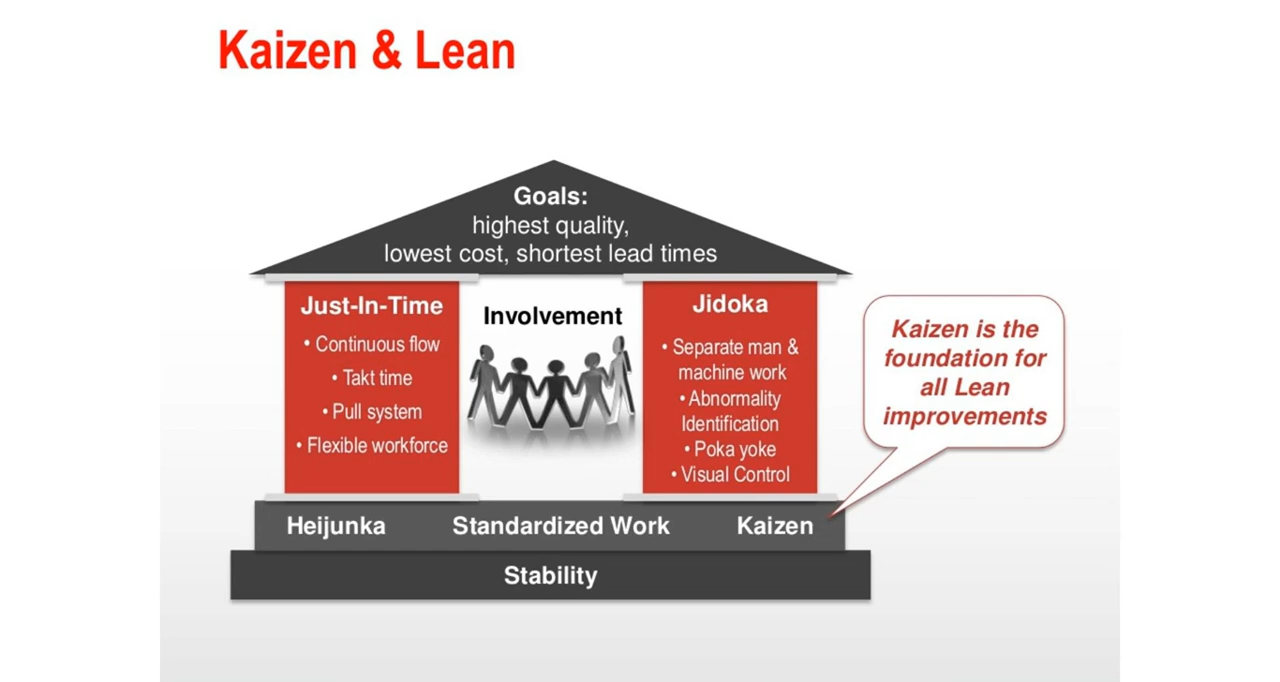 Kaizen & Lean
Goals:
highest quality,
lowest cost, shortest lead times
Just-In-Time
• Continuous flow
• Takt time
• Pull system
• Flexible workforce
Involvement
Jidoka
• Separate man &
machine work
• Abnormality
Identification
• Poka yoke
• Visual Control
Kaizen is the
foundation for
all Lean
improvements
Heijunka Standardized Work Kaizen
Stability